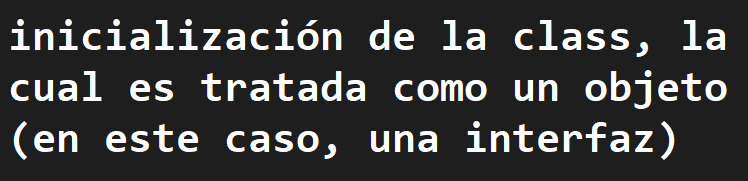 inicialización de la class, la
cual es tratada como un objeto
(en este caso, una interfaz)